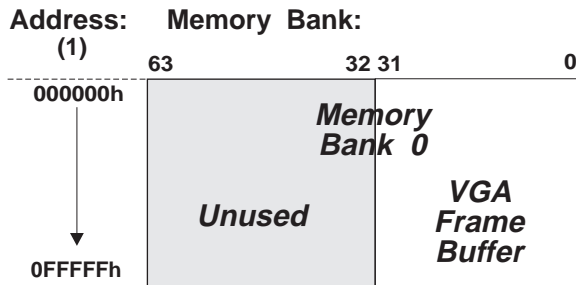 Address: Memory Bank:
(1)
63 32 31 0
000000h
Memory
Bank 0
Unused
VGA
Frame
Buffer
0FFFFFh